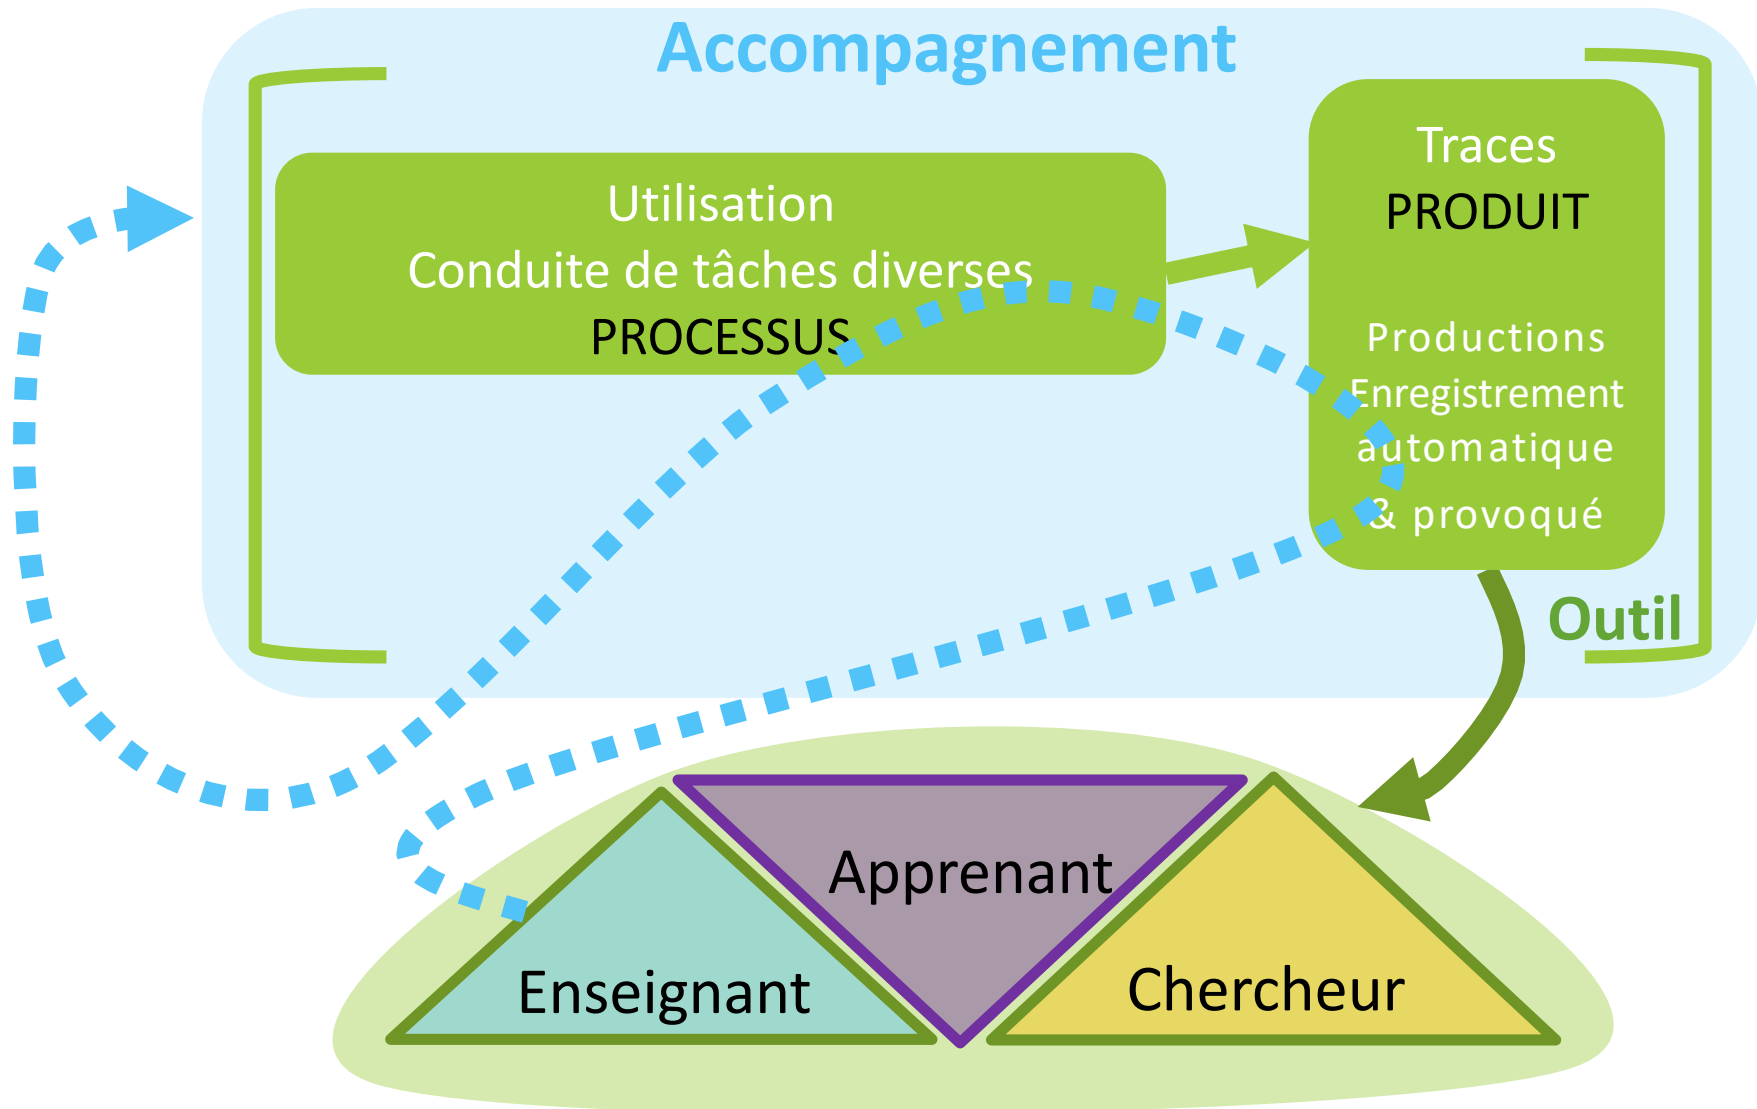 Accompagnement
Utilisation
Conduite de tâches diverses
PROCESSUS
Traces
PRODUIT
Productions
Enregistrement
automatique
& provoqué
Outil
Apprenant
Enseignant
Chercheur